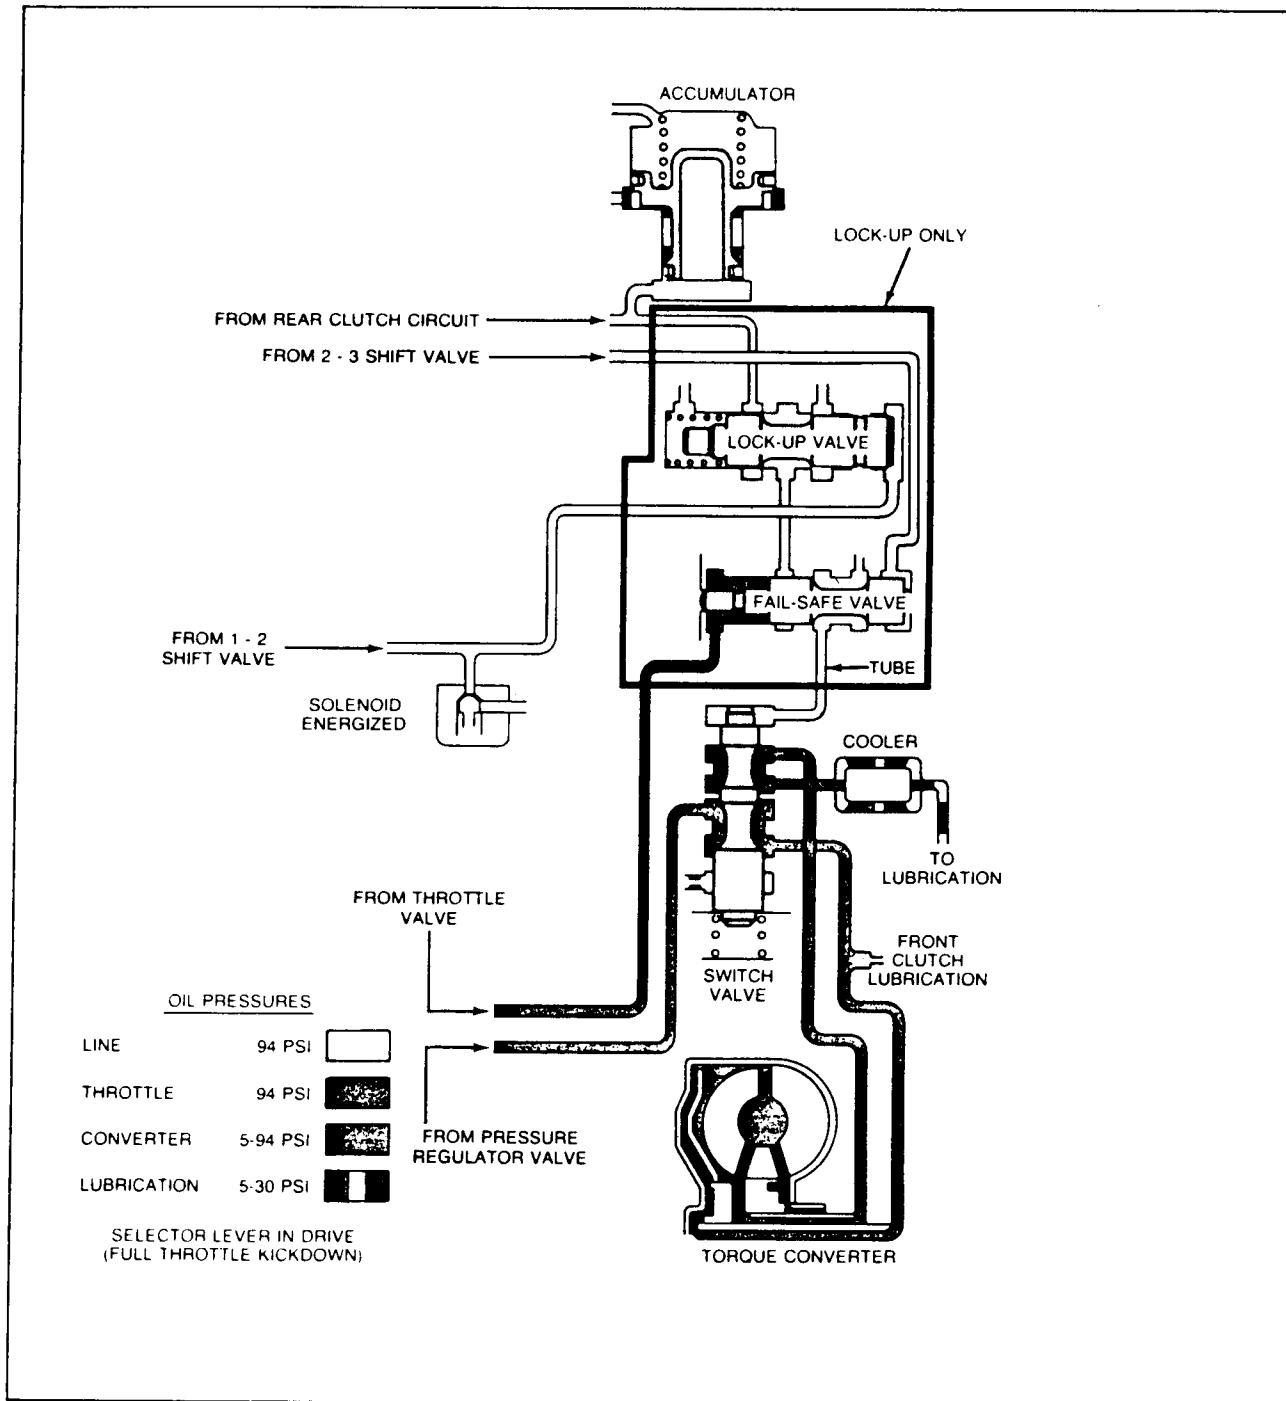 ACCUMULATOR
LOCK-UP ONLY
FROM REAR CLUTCH CIRCUIT
FROM 2 - 3 SHIFT VALVE
LOCK-UP VALVE
FAIL-SAFE VALVE
FROM 1 - 2
SHIFT VALVE
TUBE
SOLENOID
ENERGIZED
COOLER
TO
LUBRICATION
FROM THROTTLE
VALVE
FRONT
CLUTCH
LUBRICATION
SWITCH
VALVE
OIL PRESSURES
LINE 94 PSI
THROTTLE 94 PSI
CONVERTER 5-94 PSI
LUBRICATION 5-30 PSI
FROM PRESSURE
REGULATOR VALVE
SELECTOR LEVER IN DRIVE
(FULL THROTTLE KICKDOWN)
TORQUE CONVERTER